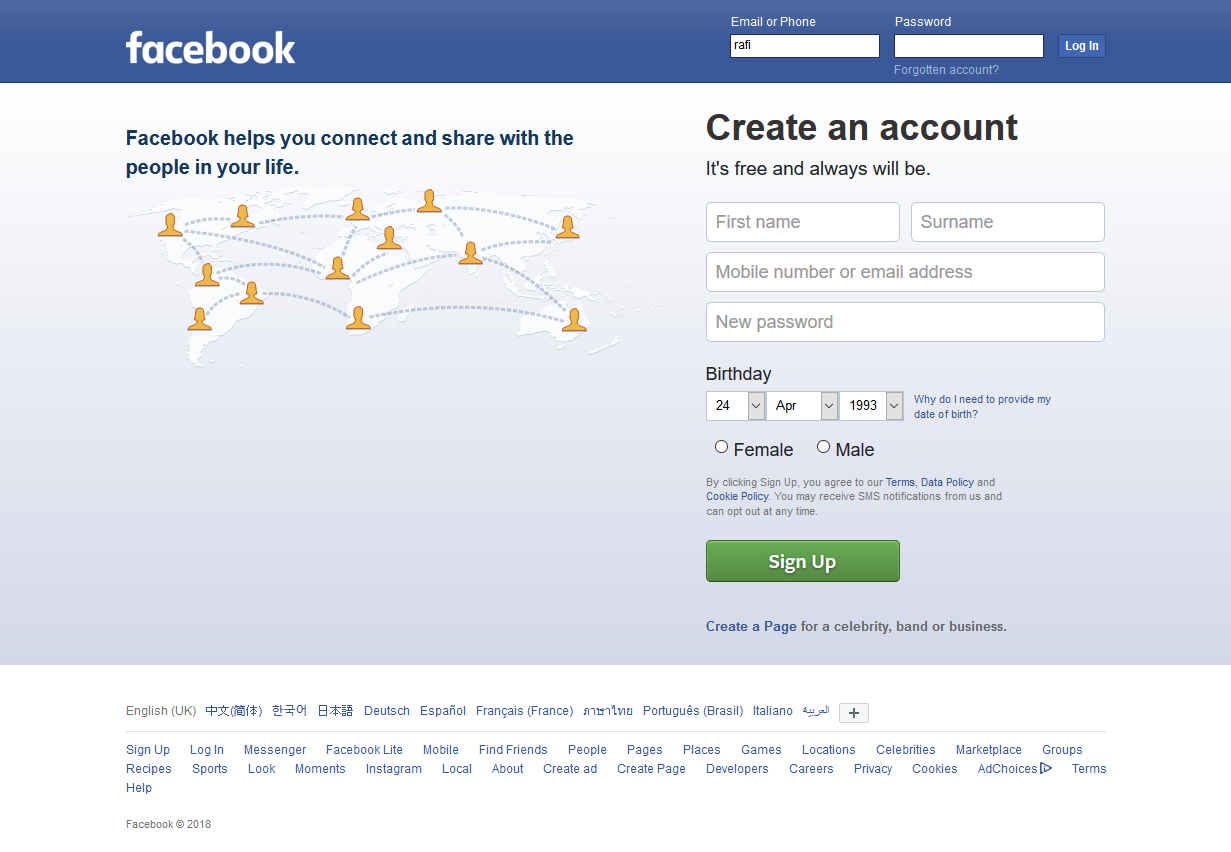 facebook
Email or Phone
Password
rafi
Log In
Forgotten account?
Facebook helps you connect and share with the
people in your life.
Create an account
It's free and always will be.
First name
Surname
Mobile number or email address
New password
Birthday
24 Apr 1993
Why do I need to provide my
date of birth?
Female Male
By clicking Sign Up, you agree to our Terms, Data Policy and
Cookie Policy. You may receive SMS notifications from us and
can opt out at any time.
Sign Up
Create a Page for a celebrity, band or business.
English (UK) 中文(简体) 한국어 日本語 Deutsch Español Français (France) ภาษาไทย Português (Brasil) Italiano العربية +
Sign Up Log In Messenger Facebook Lite Mobile Find Friends People Pages Places Games Locations Celebrities Marketplace Groups
Recipes Sports Look Moments Instagram Local About Create ad Create Page Developers Careers Privacy Cookies AdChoices Terms
Help
Facebook © 2018